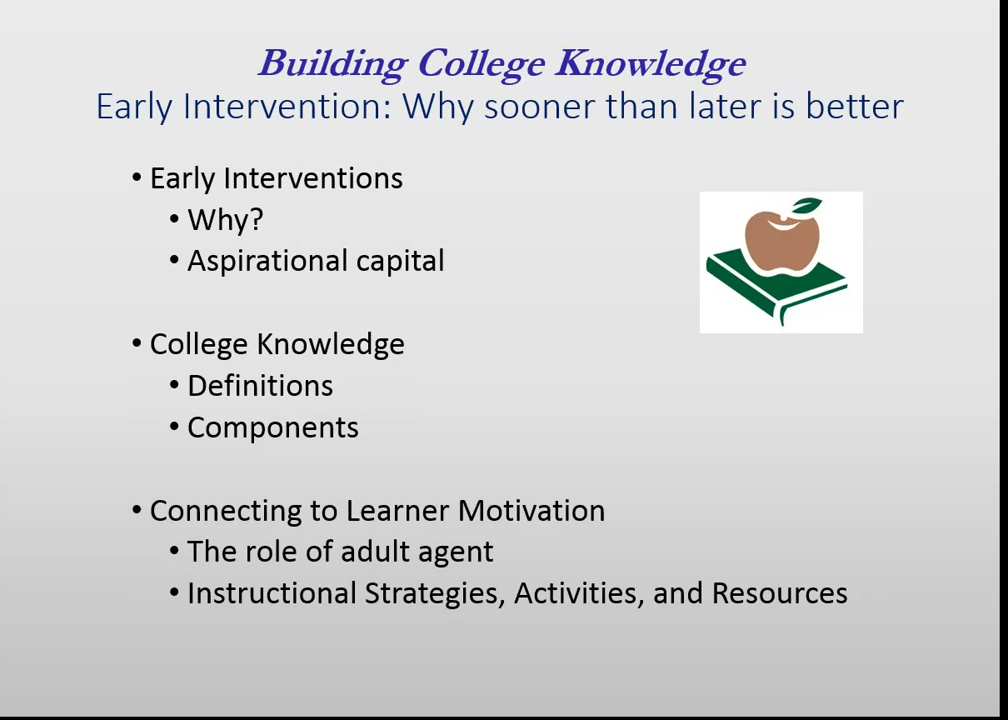 Building College Knowledge
Early Intervention: Why sooner than later is better
• Early Interventions
• Why?
• Aspirational capital
• College Knowledge
• Definitions
• Components
• Connecting to Learner Motivation
• The role of adult agent
• Instructional Strategies, Activities, and Resources